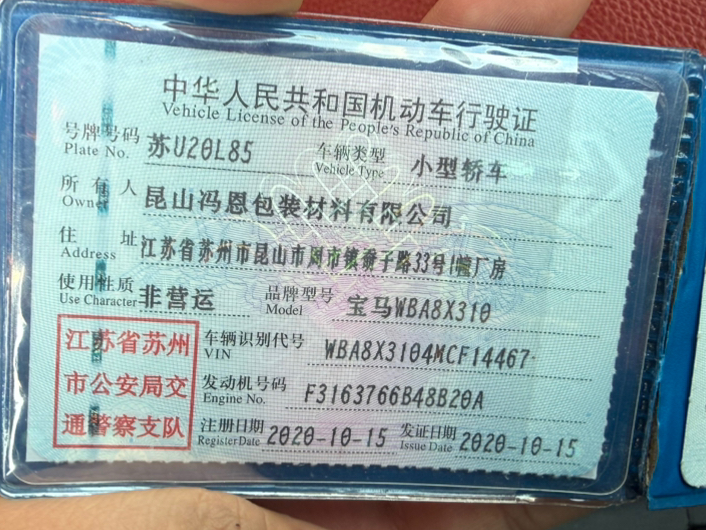 中华人民共和国机动车行驶证
Vehicle License of the People's Republic of China
号牌号码 苏U20L85 车辆类型 小型轿车
Plate No. Vehicle Type
所有人 昆山冯恩包装材料有限公司
Owner
住址 江苏省苏州市昆山市周市镇子路33号1幢厂房
Address
使用性质 非营运 品牌型号 宝马WBA8X310
Use Character Model
江苏省苏州 车辆识别代号 WBA8X3104MCF14467
VIN
市公安局交 发动机号码 F3163766B48B20A
Engine No.
通警察支队 注册日期 2020-10-15 发证日期 2020-10-15
Register Date Issue Date